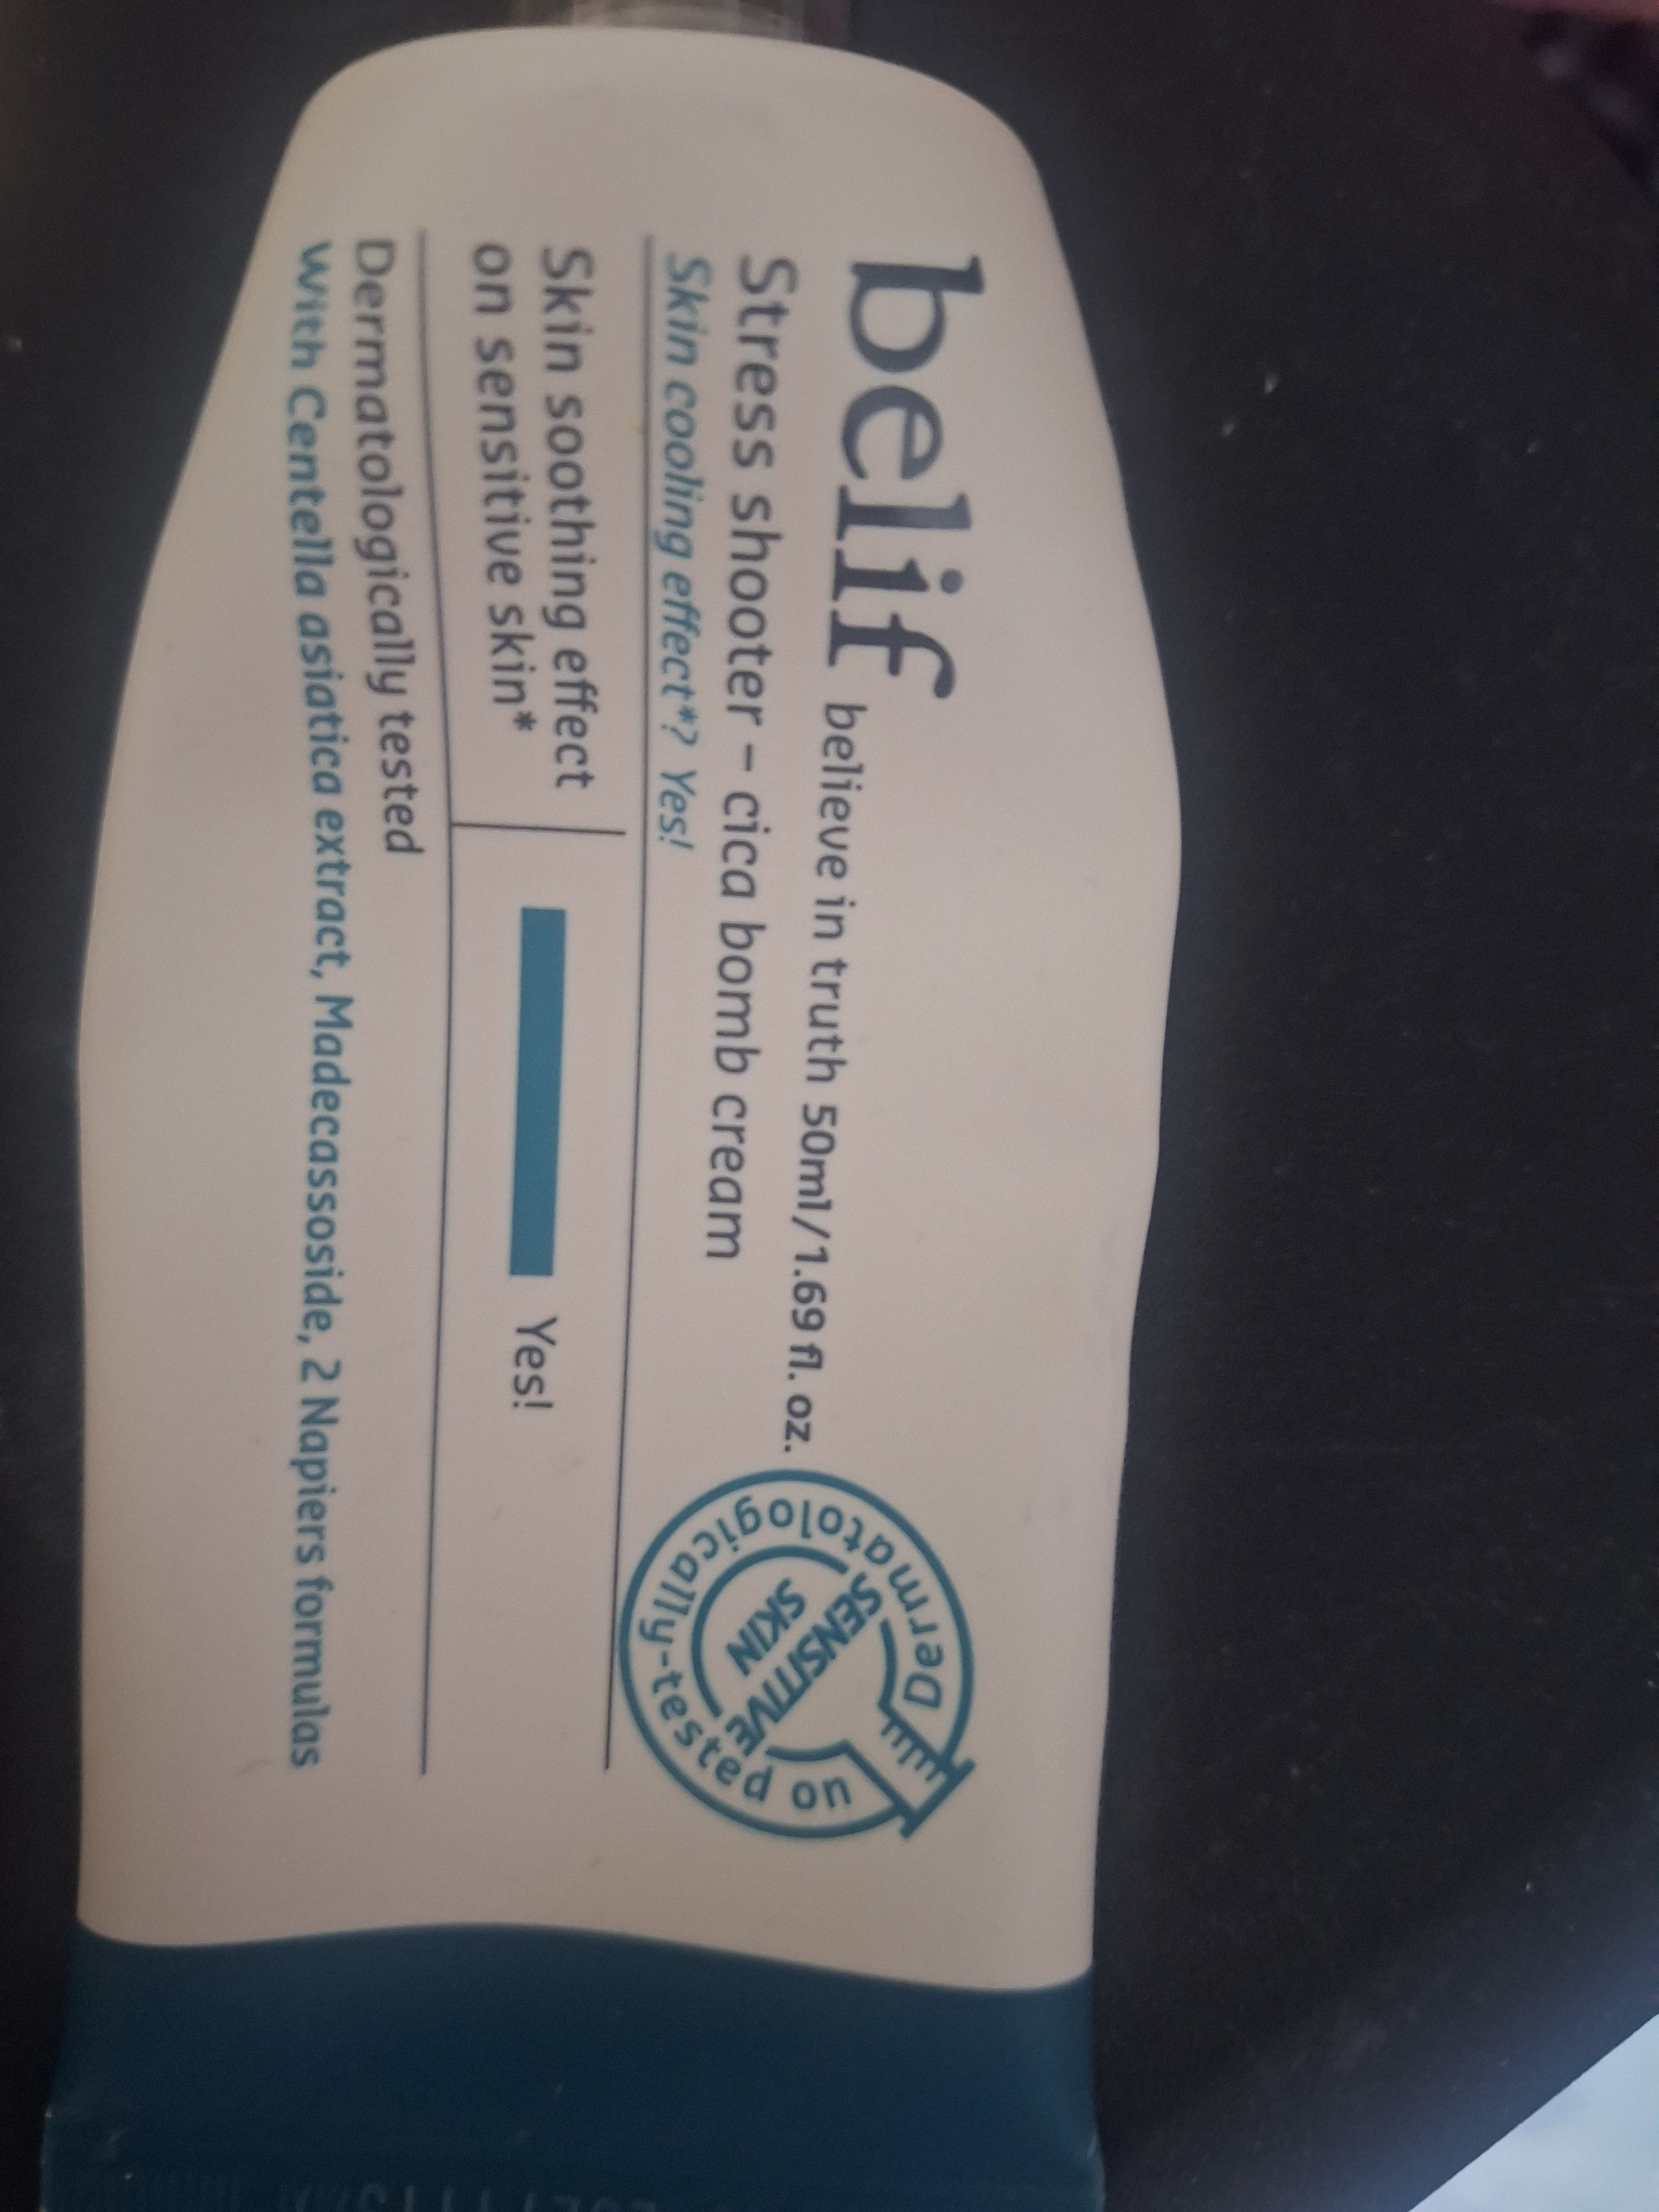 belif believe in truth 50ml/1.69 fl. oz.
Stress shooter – cica bomb cream
Skin cooling effect*? Yes!
Skin soothing effect
on sensitive skin*
Yes!
Dermatologically tested
with Centella asiatica extract, Madecassoside, 2 Napiers formulas
Dermatologically-tested on
SENSITIVE
SKIN